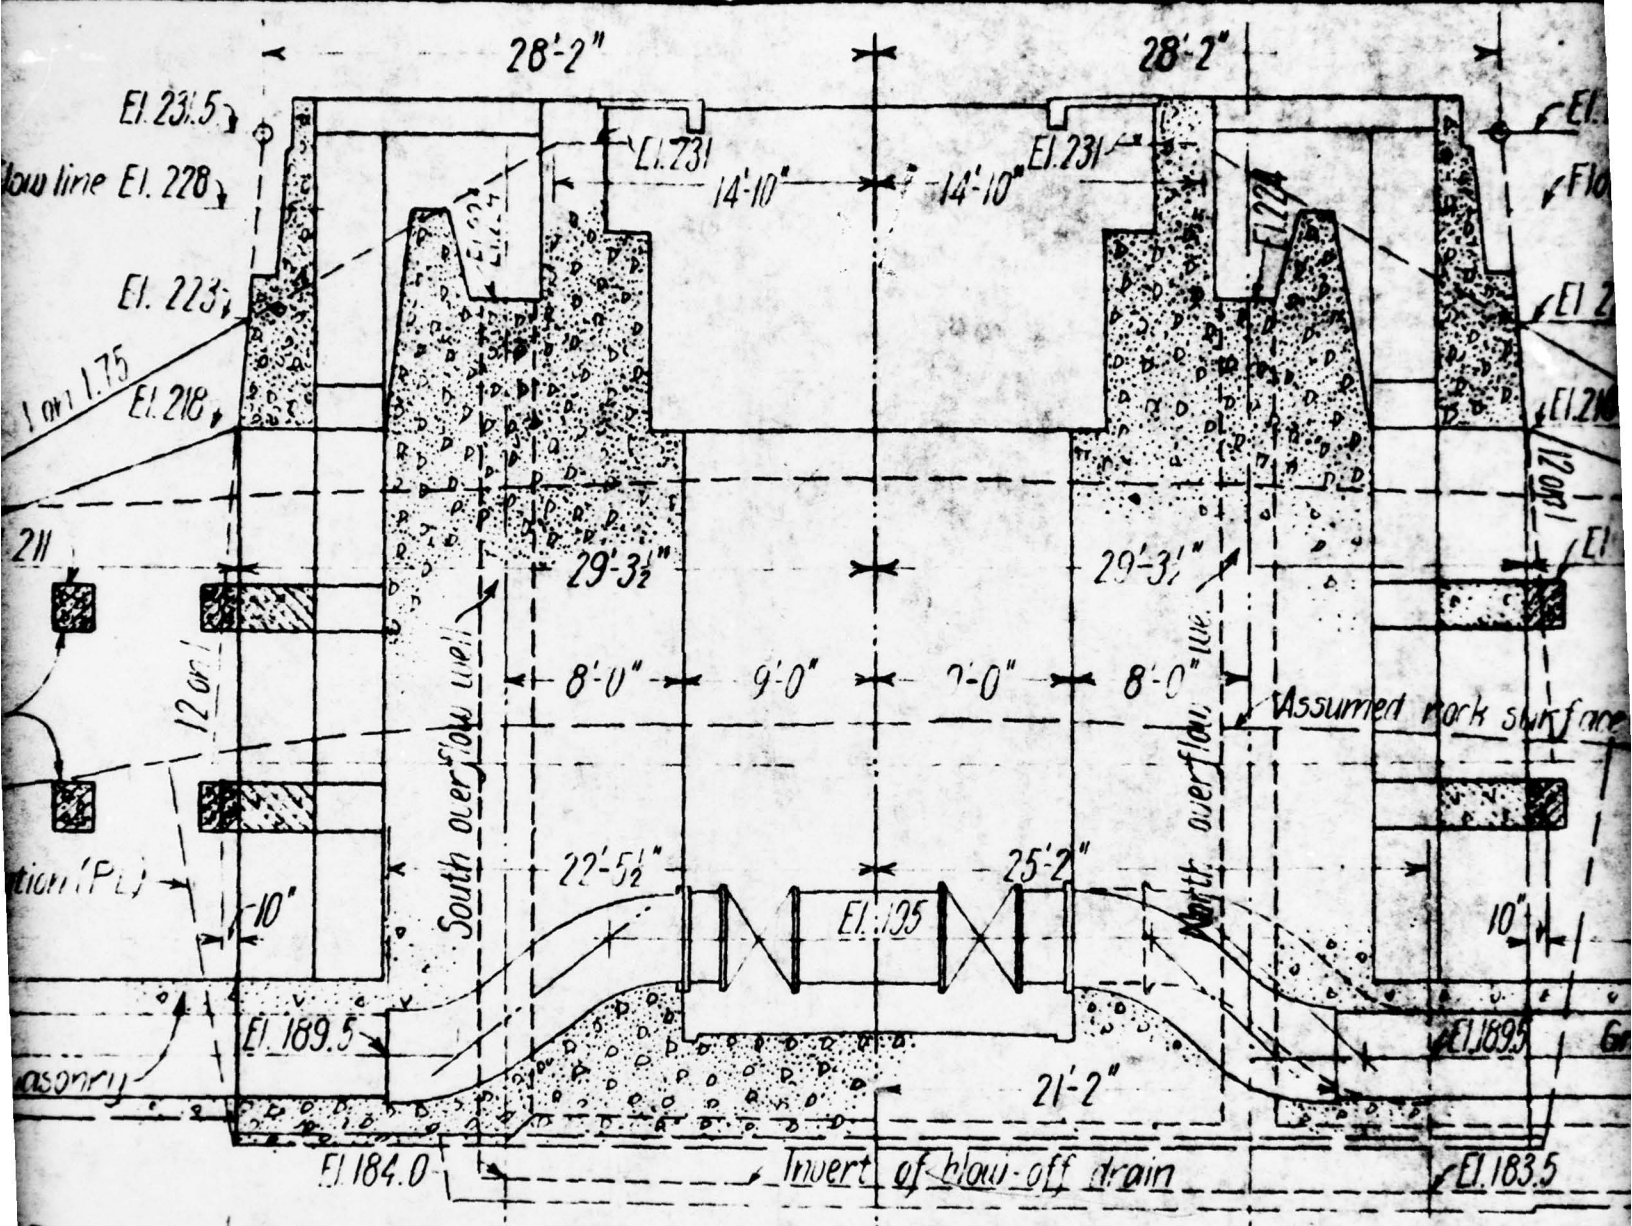 28'-2" 28'-2"
El. 231.5
El. 231 El. 231
14'-10" 14'-10"
line El. 228
El. 224
El. 223
1 on 1.75
El. 218
12 on 1
211
29'-3½" 29'-3½"
South overflow well
North overflow
8'-0" 9'-0" 8'-0"
Assumed rock surface
12 on 1
22'-5½" 25'-2"
El. 195
10" 10"
El. 189.5 El. 189.5
21'-2"
El. 184.0
Invert of blow-off drain
El. 183.5